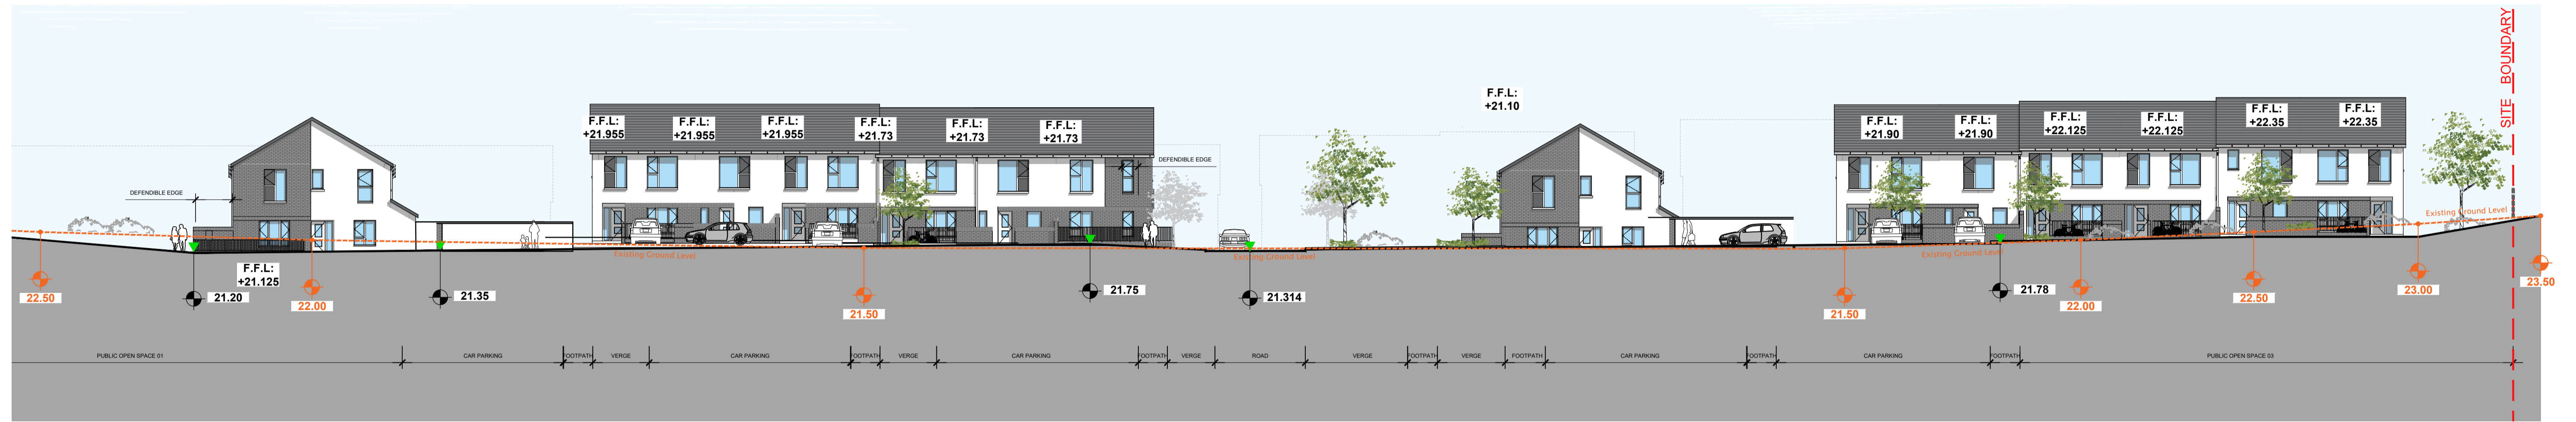 SITE BOUNDARY
F.F.L:
+21.10
F.F.L:
+21.955
F.F.L:
+21.955
F.F.L:
+21.955
F.F.L:
+21.73
F.F.L:
+21.73
F.F.L:
+21.73
F.F.L:
+21.90
F.F.L:
+21.90
F.F.L:
+22.125
F.F.L:
+22.125
F.F.L:
+22.35
F.F.L:
+22.35
DEFENDIBLE EDGE
DEFENDIBLE EDGE
Existing Ground Level
Existing Ground Level
Existing Ground Level
Existing Ground Level
F.F.L:
+21.125
22.50
21.20
22.00
21.35
21.50
21.75
21.314
21.50
21.78
22.00
22.50
23.00
23.50
PUBLIC OPEN SPACE 01
CAR PARKING
FOOTPATH
VERGE
CAR PARKING
FOOTPATH
VERGE
CAR PARKING
FOOTPATH
VERGE
ROAD
VERGE
FOOTPATH
VERGE
FOOTPATH
CAR PARKING
FOOTPATH
CAR PARKING
FOOTPATH
PUBLIC OPEN SPACE 03